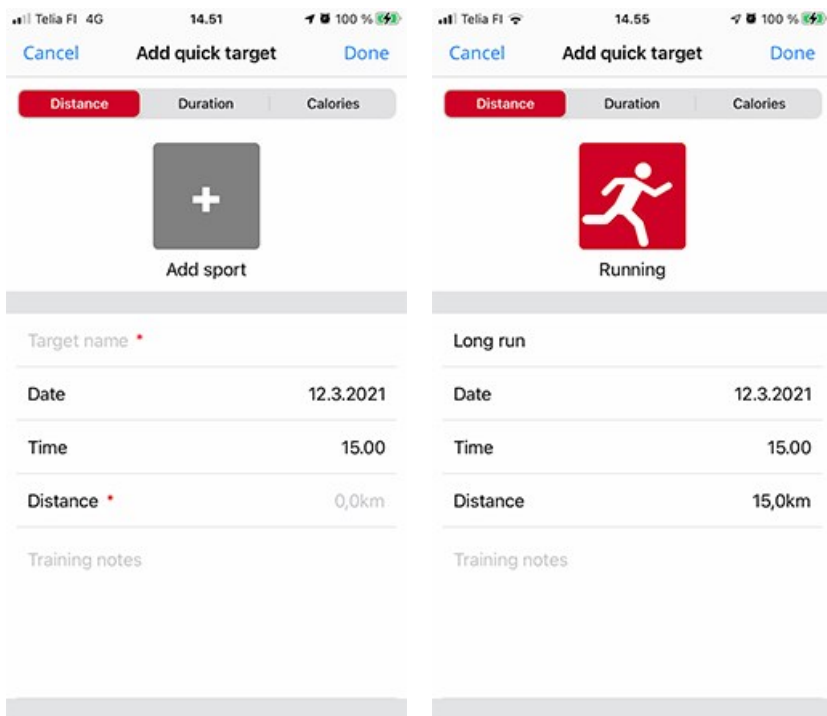 Telia FI 4G 14.51 100 %
Cancel Add quick target Done
Distance Duration Calories
Add sport
Target name *
Date 12.3.2021
Time 15.00
Distance * 0,0km
Training notes
Telia FI 14.55 100 %
Cancel Add quick target Done
Distance Duration Calories
Running
Long run
Date 12.3.2021
Time 15.00
Distance 15,0km
Training notes